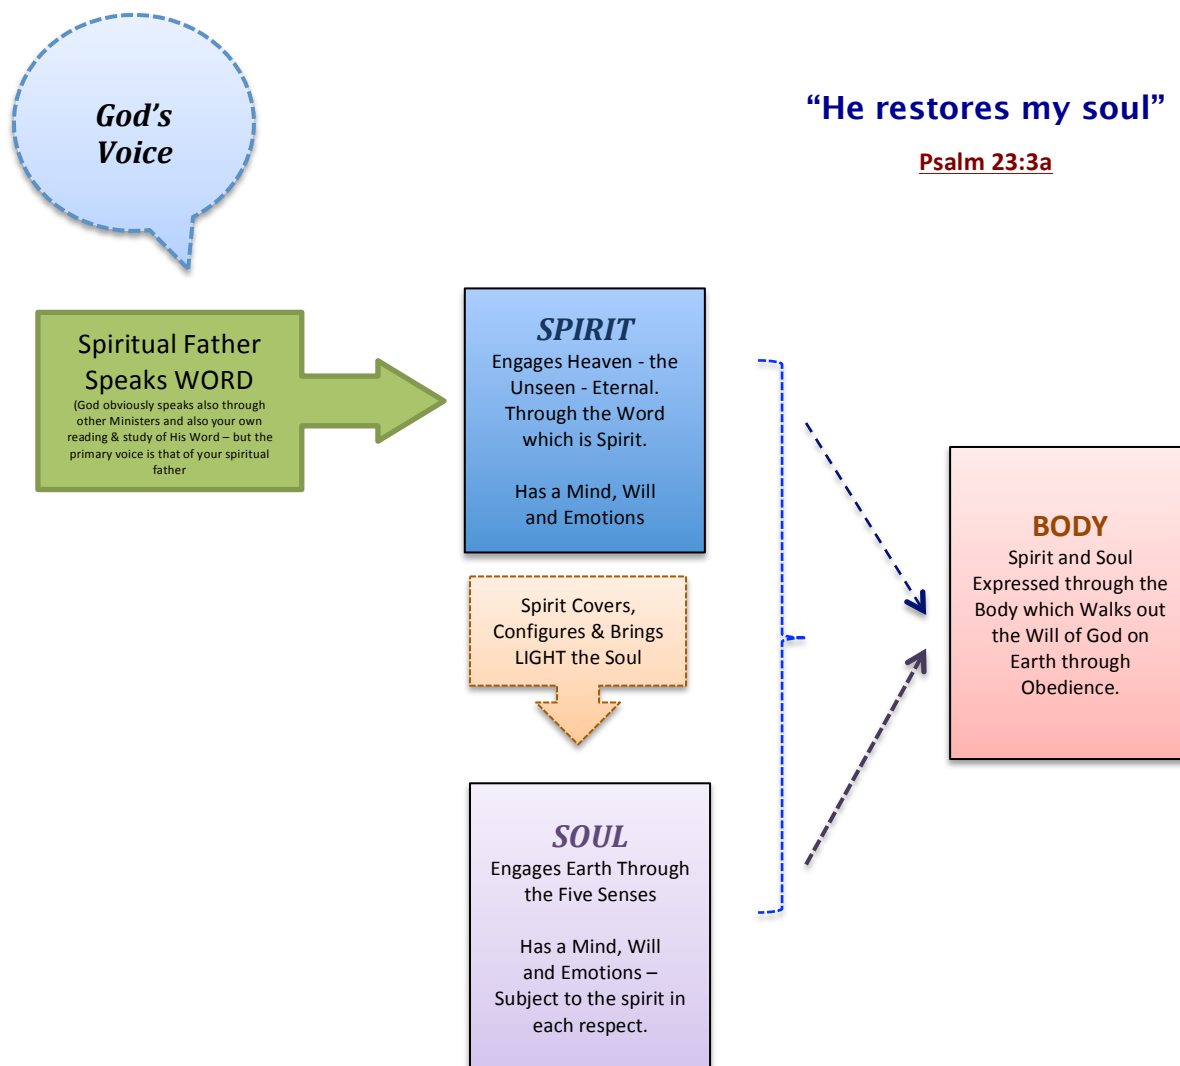 God's
Voice
“He restores my soul”
Psalm 23:3a
Spiritual Father
Speaks WORD
(God obviously speaks also through
other Ministers and also your own
reading & study of His Word – but the
primary voice is that of your spiritual
father
SPIRIT
Engages Heaven - the
Unseen - Eternal.
Through the Word
which is Spirit.
Has a Mind, Will
and Emotions
Spirit Covers,
Configures & Brings
LIGHT the Soul
SOUL
Engages Earth Through
the Five Senses
Has a Mind, Will
and Emotions –
Subject to the spirit in
each respect.
BODY
Spirit and Soul
Expressed through the
Body which Walks out
the Will of God on
Earth through
Obedience.